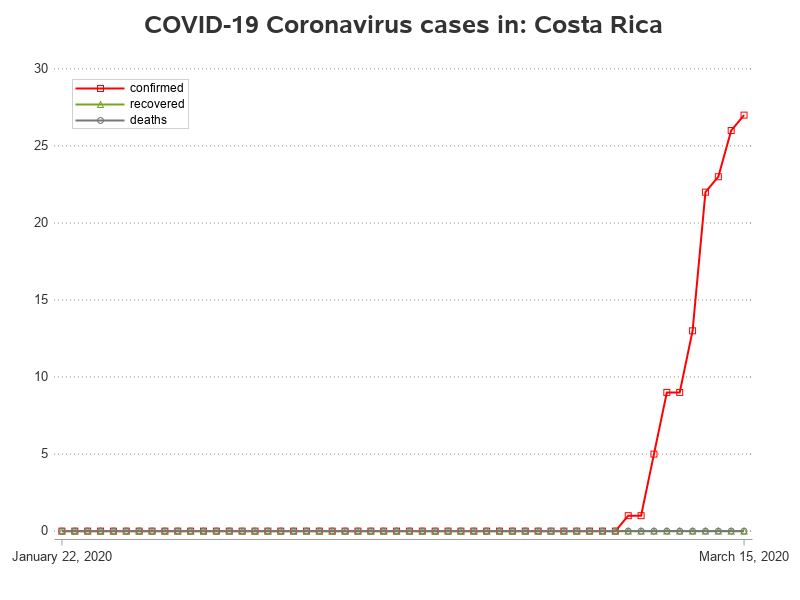 COVID-19 Coronavirus cases in: Costa Rica
30
confirmed
recovered
deaths
25
20
15
10
5
0
January 22, 2020
March 15, 2020